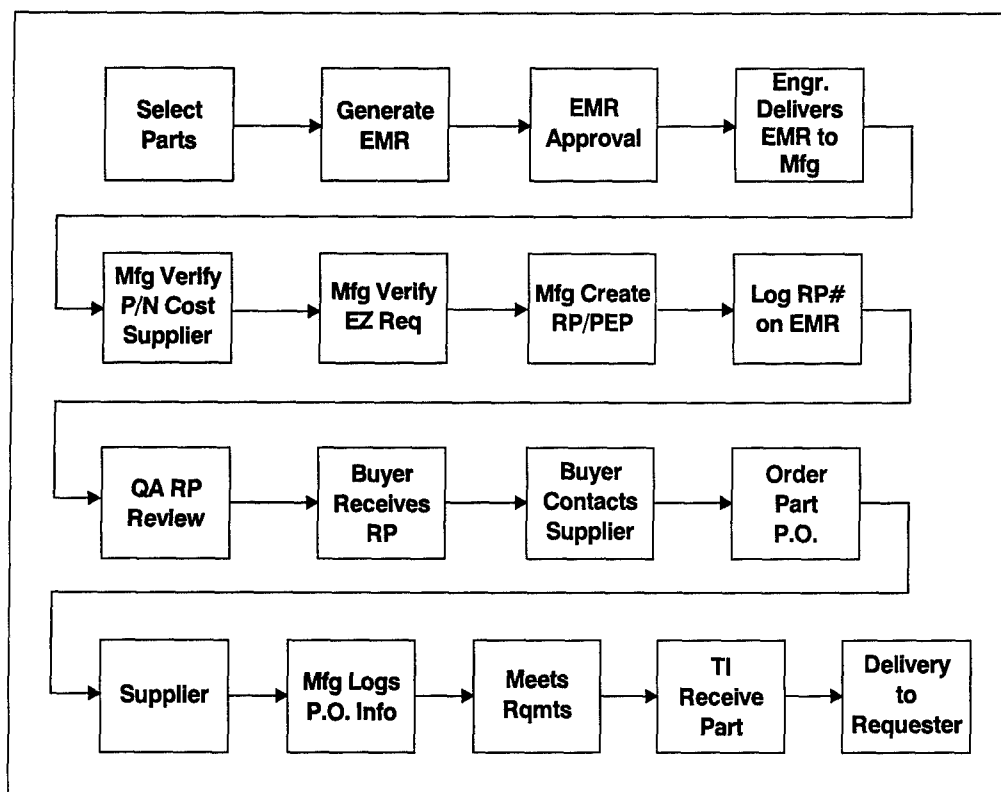 Select
Parts
Generate
EMR
EMR
Approval
Engr.
Delivers
EMR to
Mfg
Mfg Verify
P/N Cost
Supplier
Mfg Verify
EZ Req
Mfg Create
RP/PEP
Log RP#
on EMR
QA RP
Review
Buyer
Receives
RP
Buyer
Contacts
Supplier
Order
Part
P.O.
Supplier
Mfg Logs
P.O. Info
Meets
Rqmts
TI
Receive
Part
Delivery
to
Requester